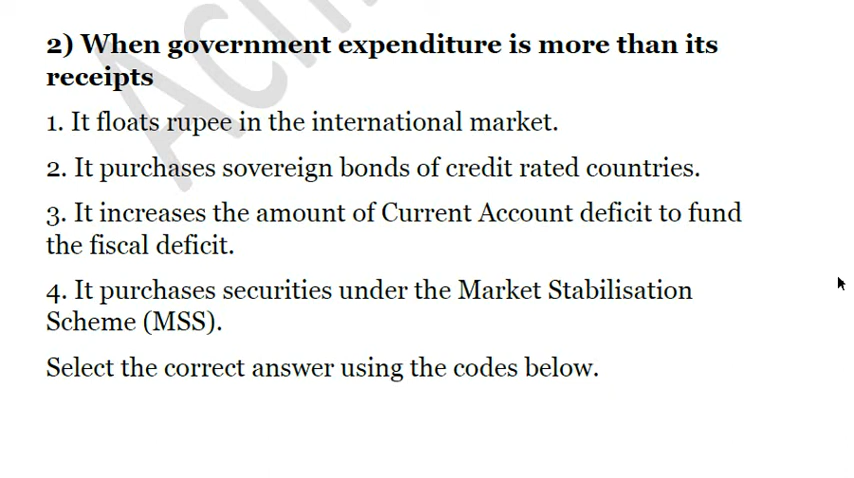 2) When government expenditure is more than its
receipts
1. It floats rupee in the international market.
2. It purchases sovereign bonds of credit rated countries.
3. It increases the amount of Current Account deficit to fund
the fiscal deficit.
4. It purchases securities under the Market Stabilisation
Scheme (MSS).
Select the correct answer using the codes below.